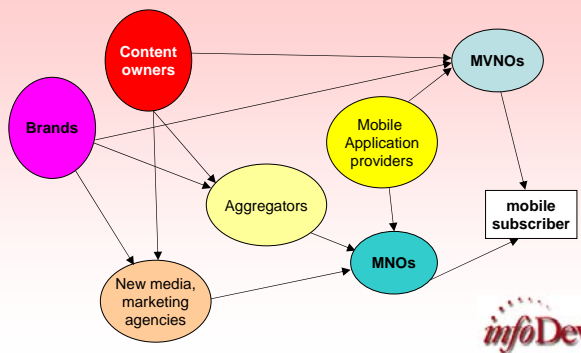 Content
owners
MVNOs
Brands
Mobile
Application
providers
Aggregators
mobile
subscriber
MNOs
New media,
marketing
agencies
infoDev